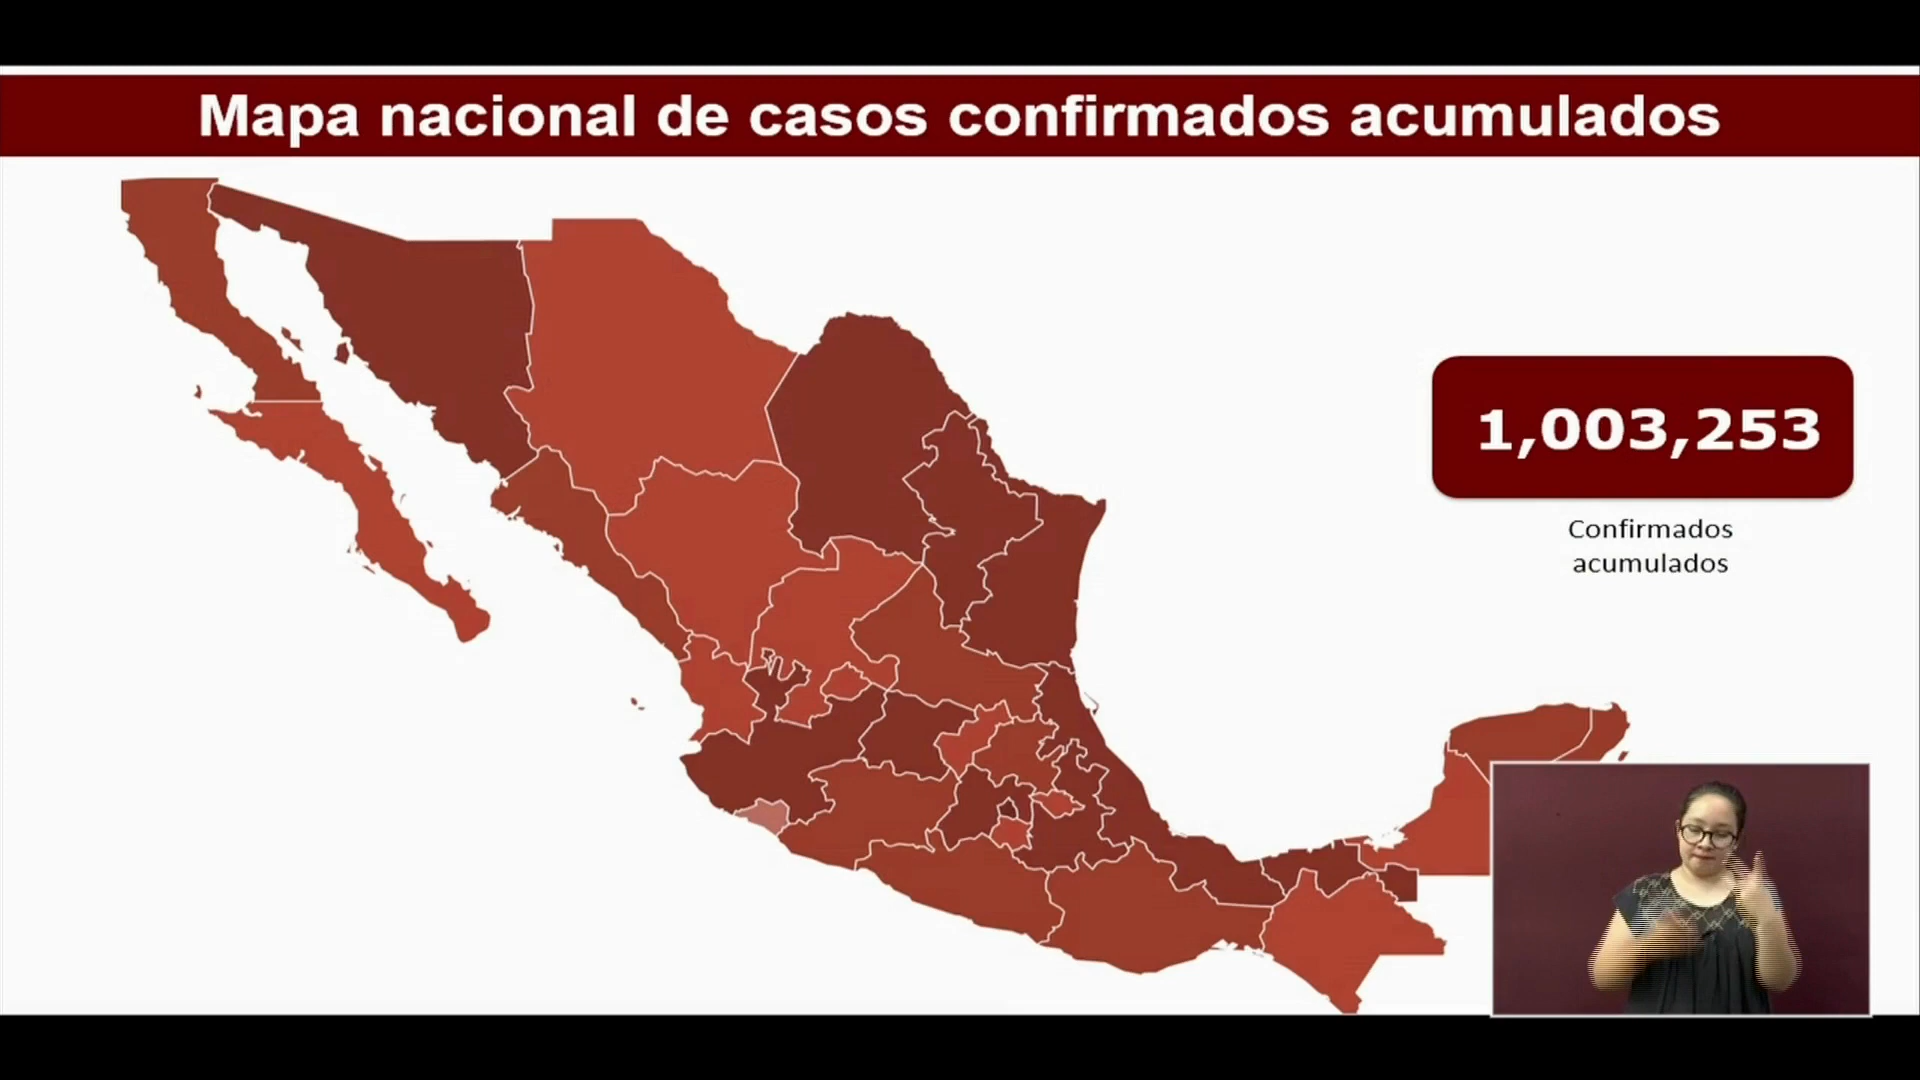 Mapa nacional de casos confirmados acumulados
1,003,253
Confirmados
acumulados